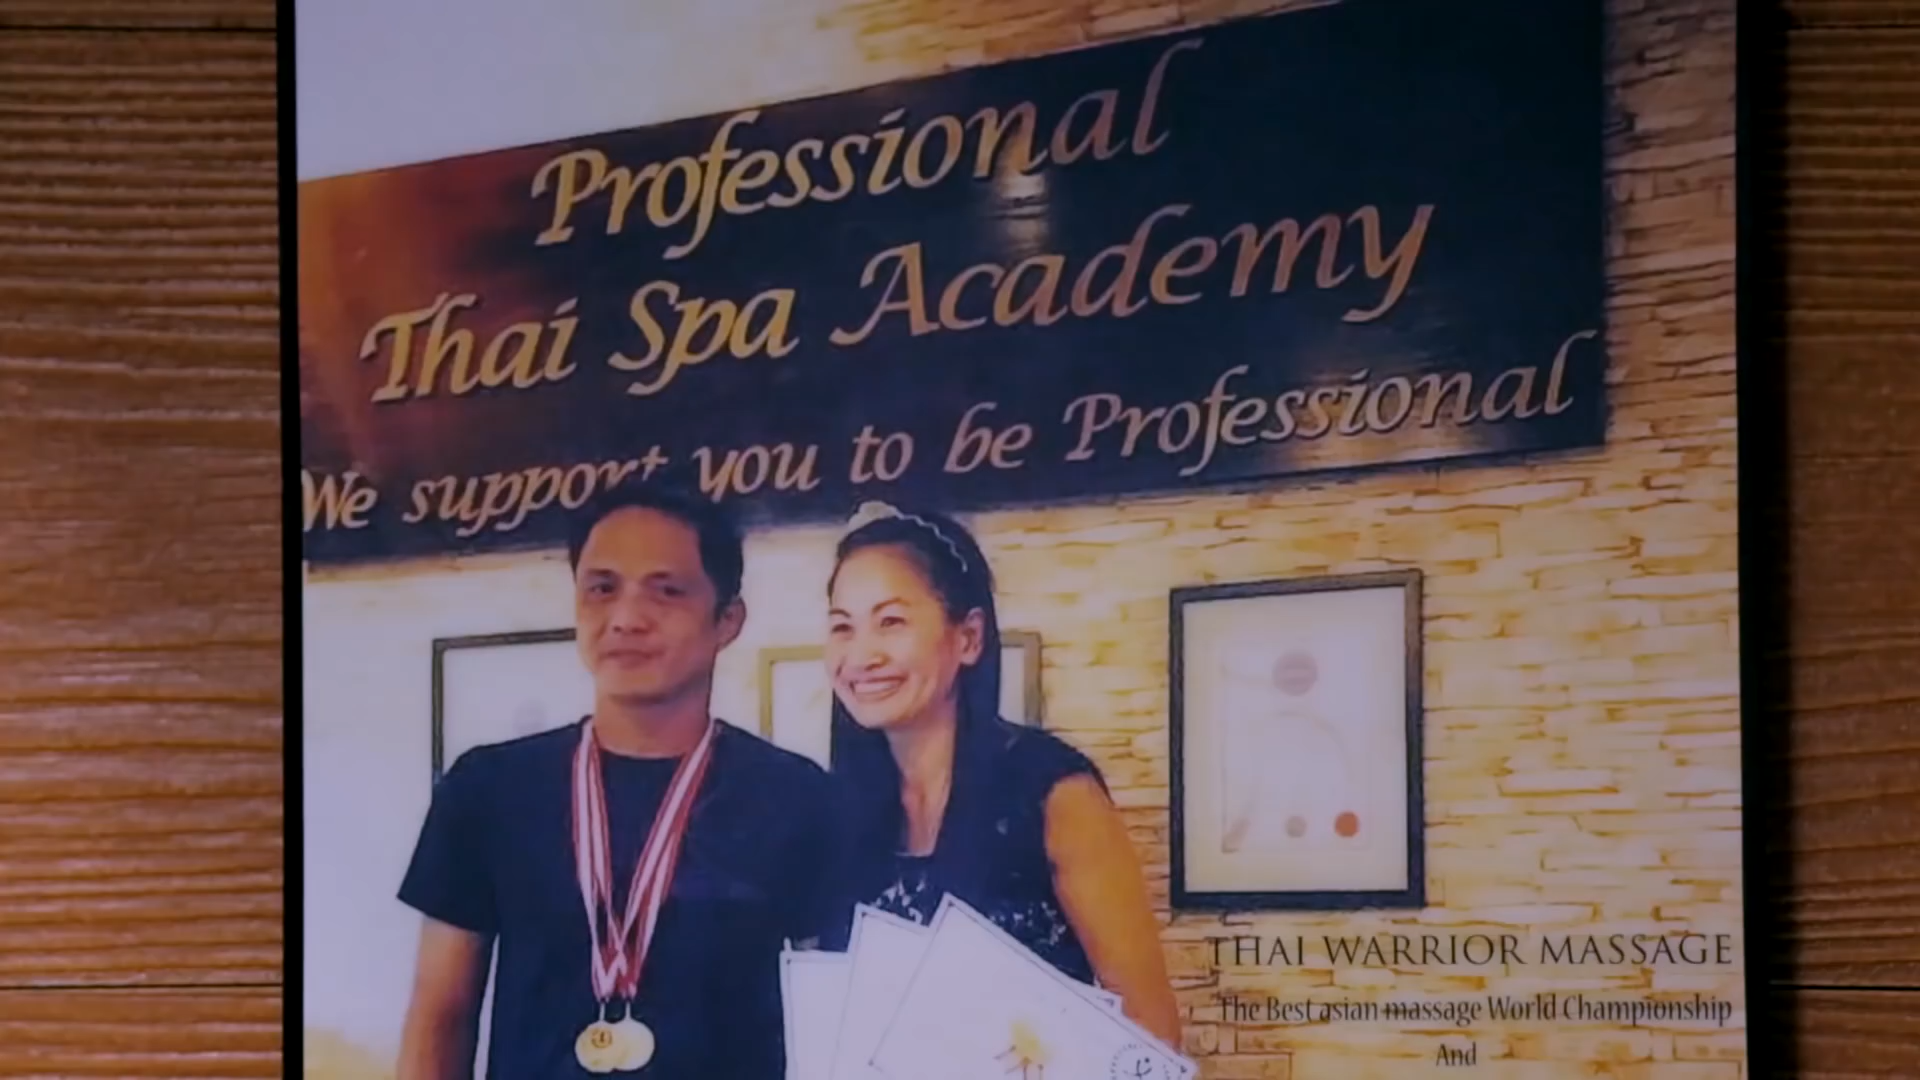 Professional
Thai Spa Academy
We support you to be Professional
THAI WARRIOR MASSAGE
The Best asian massage World Championship
And